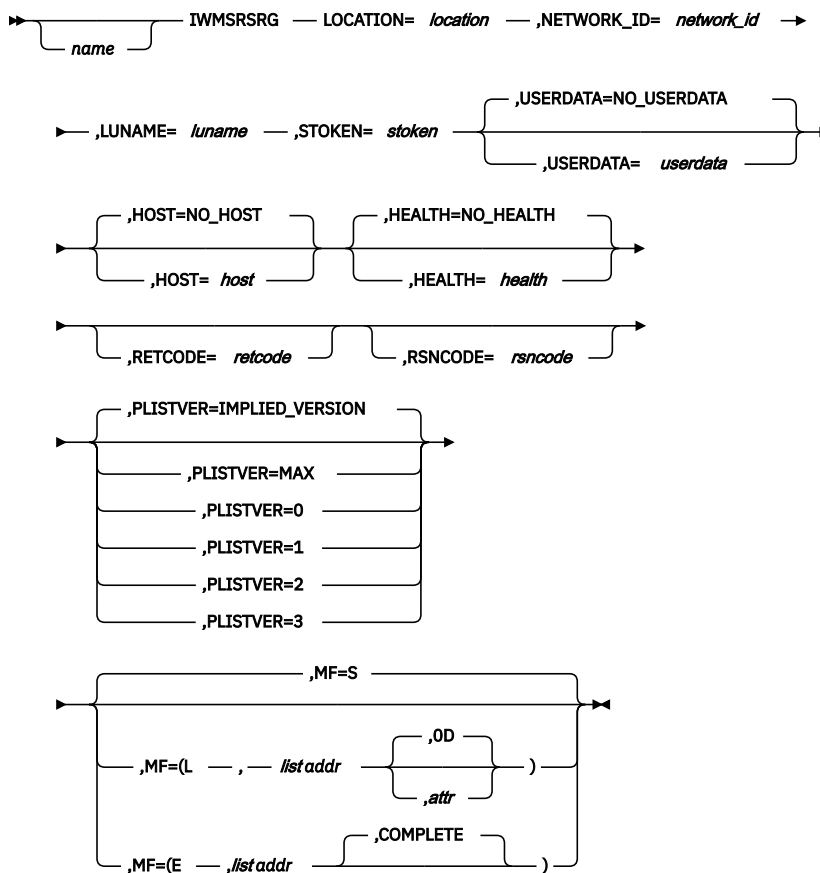 IWMSRSRG LOCATION= location ,NETWORK_ID= network_id
name
,LUNAME= luname ,STOKEN= stoken ,USERDATA=NO_USERDATA
,USERDATA= userdata
,HOST=NO_HOST ,HEALTH=NO_HEALTH
,HOST= host ,HEALTH= health
,RETCODE= retcode ,RSNCODE= rsncode
,PLISTVER=IMPLIED_VERSION
,PLISTVER=MAX
,PLISTVER=0
,PLISTVER=1
,PLISTVER=2
,PLISTVER=3
,MF=S
,MF=(L , list addr ,0D )
,attr
,MF=(E ,list addr ,COMPLETE )